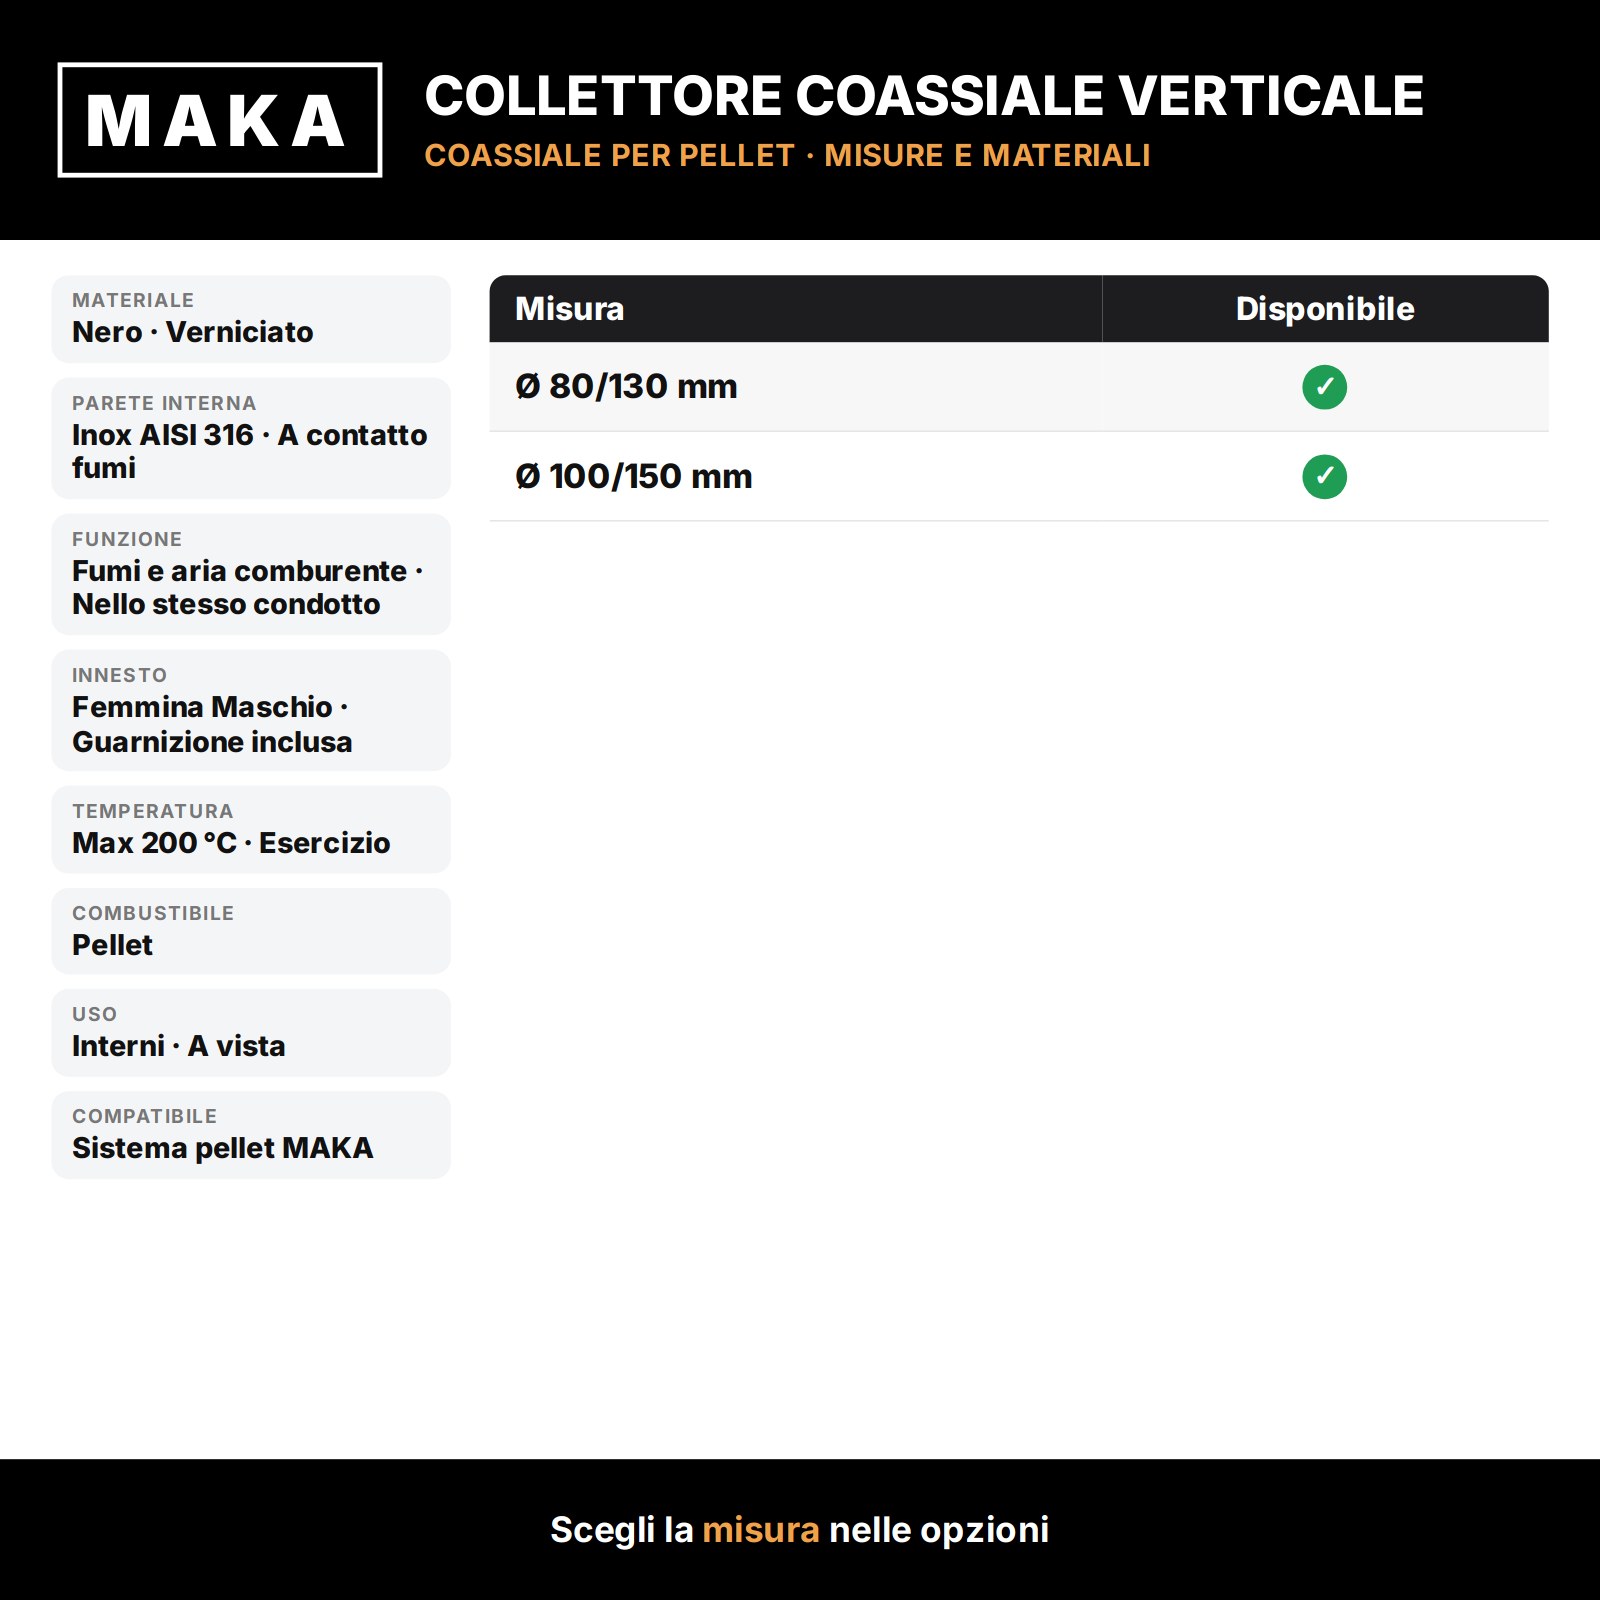 MAKA
COLLETTORE COASSIALE VERTICALE
COASSIALE PER PELLET · MISURE E MATERIALI
MATERIALE
Nero · Verniciato
PARETE INTERNA
Inox AISI 316 · A contatto
fumi
FUNZIONE
Fumi e aria comburente ·
Nello stesso condotto
INNESTO
Femmina Maschio ·
Guarnizione inclusa
TEMPERATURA
Max 200 °C · Esercizio
COMBUSTIBILE
Pellet
USO
Interni · A vista
COMPATIBILE
Sistema pellet MAKA
Misura Disponibile
Ø 80/130 mm ✓
Ø 100/150 mm ✓
Scegli la misura nelle opzioni